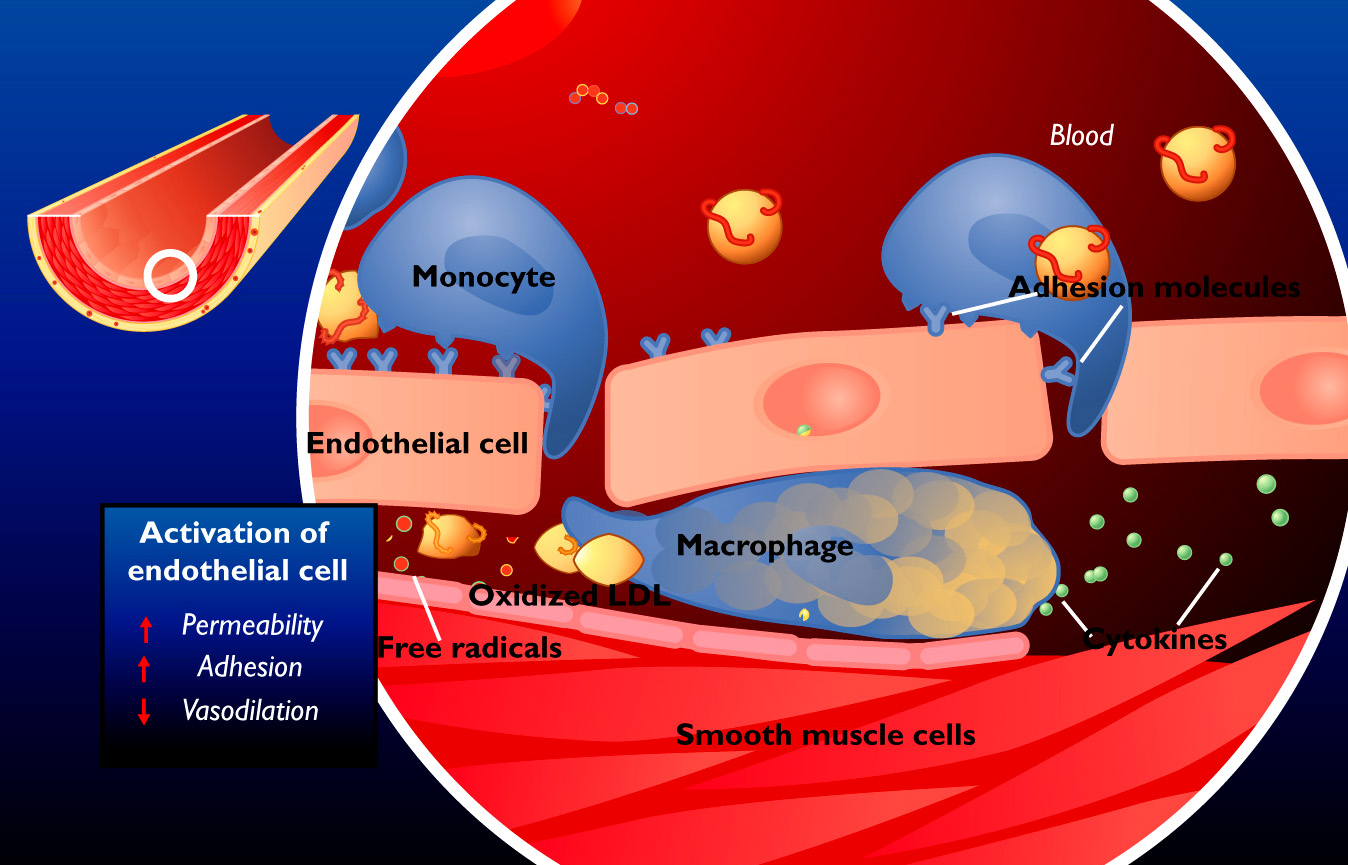 Blood
Monocyte
Adhesion molecules
Endothelial cell
Activation of
endothelial cell
Permeability
Adhesion
Vasodilation
Macrophage
Oxidized LDL
Free radicals
Cytokines
Smooth muscle cells